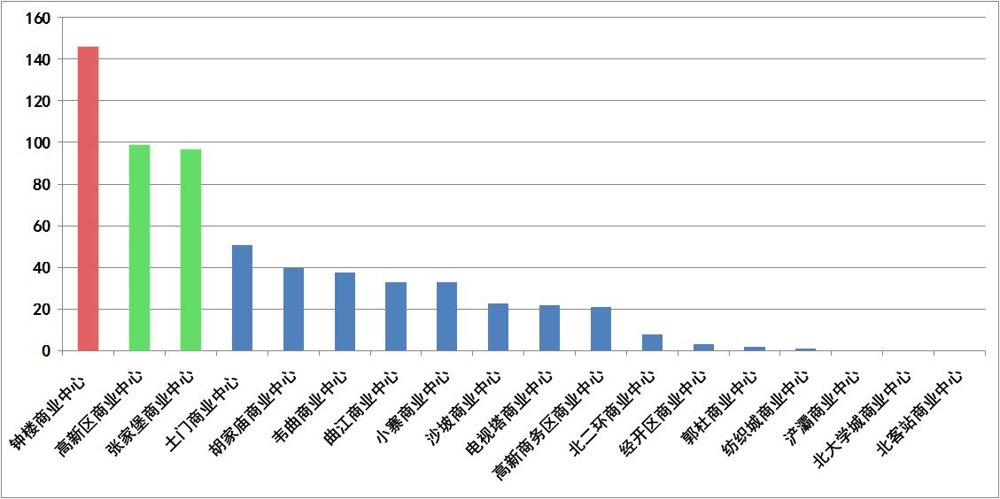 160
140
120
100
80
60
40
20
0
钟楼商业中心
高新区商业中心
张家堡商业中心
土门商业中心
胡家庙商业中心
韦曲商业中心
曲江商业中心
小寨商业中心
沙坡商业中心
电视塔商业中心
高新商务区商业中心
北二环商业中心
经开区商业中心
郭杜商业中心
纺织城商业中心
浐灞商业中心
北大学城商业中心
北客站商业中心